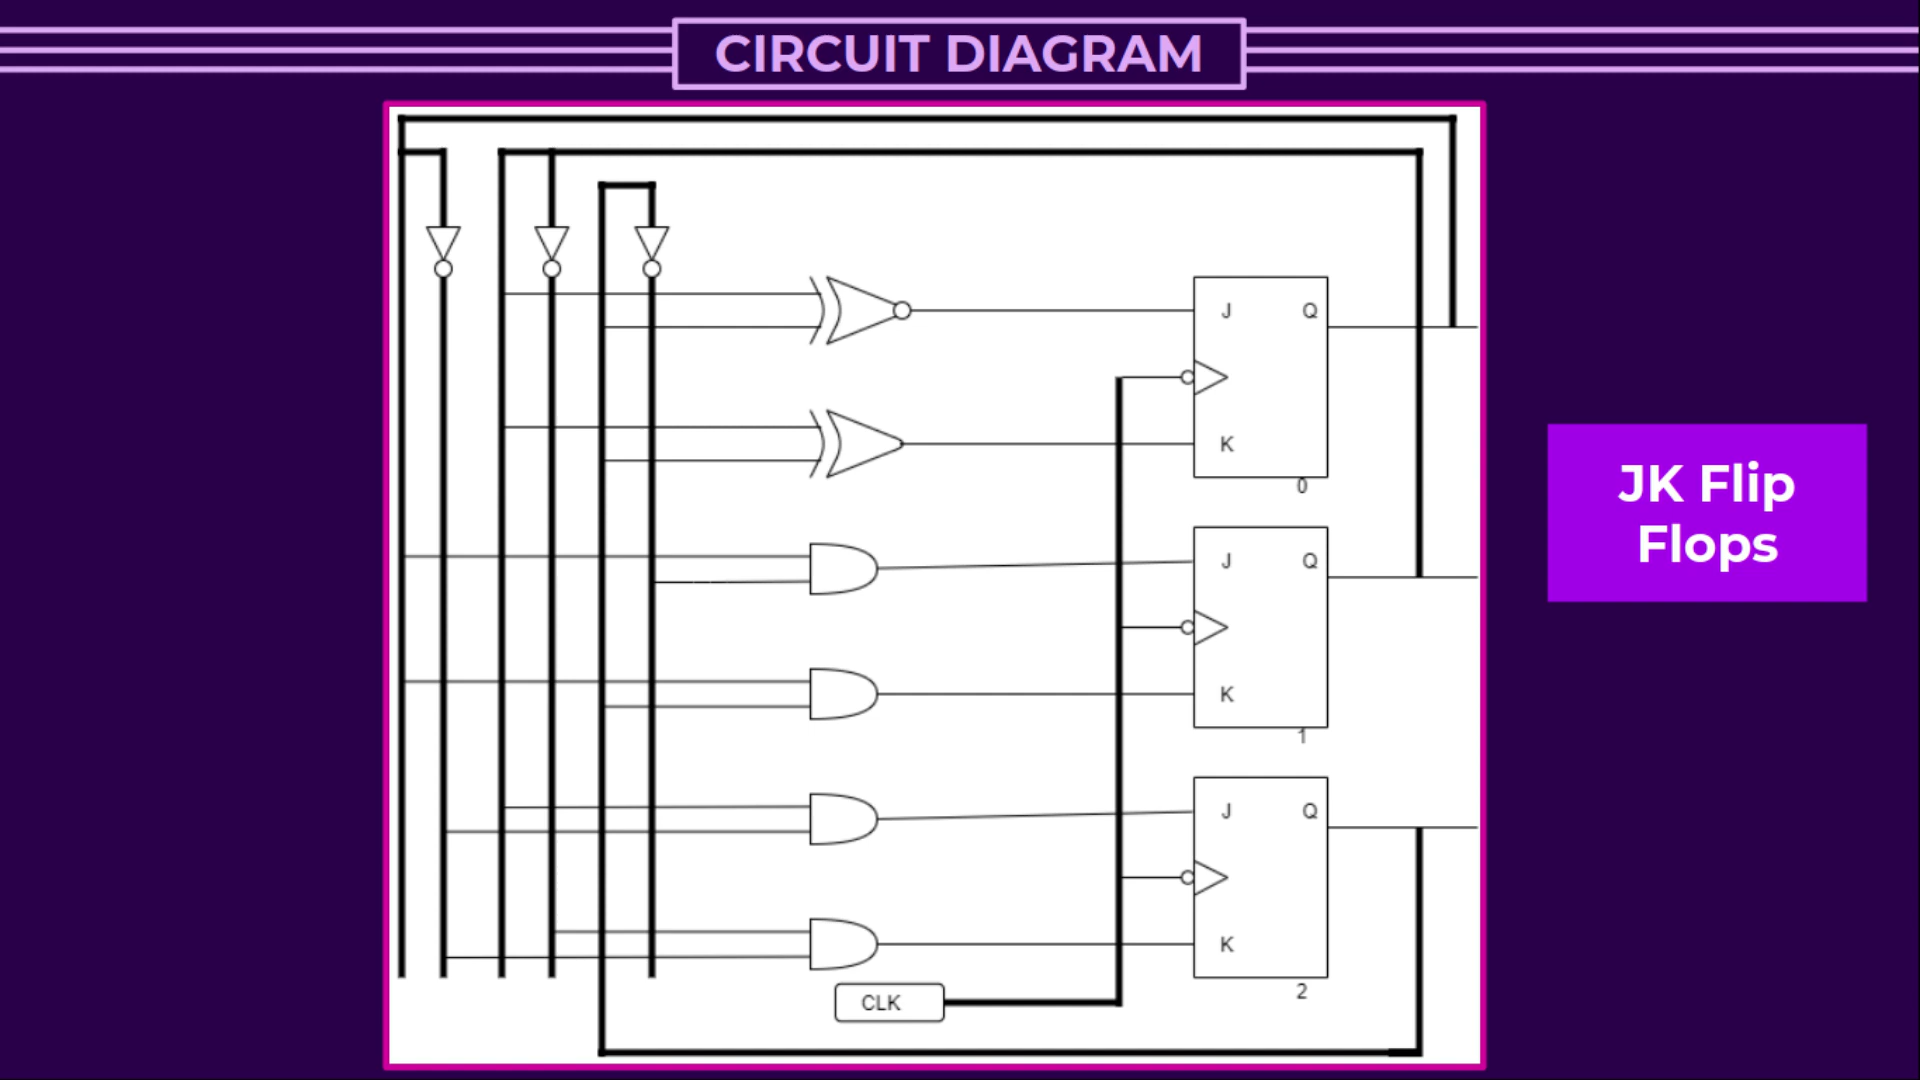 CIRCUIT DIAGRAM
J Q
K
0
J Q
K
1
J Q
K
2
CLK
JK Flip
Flops